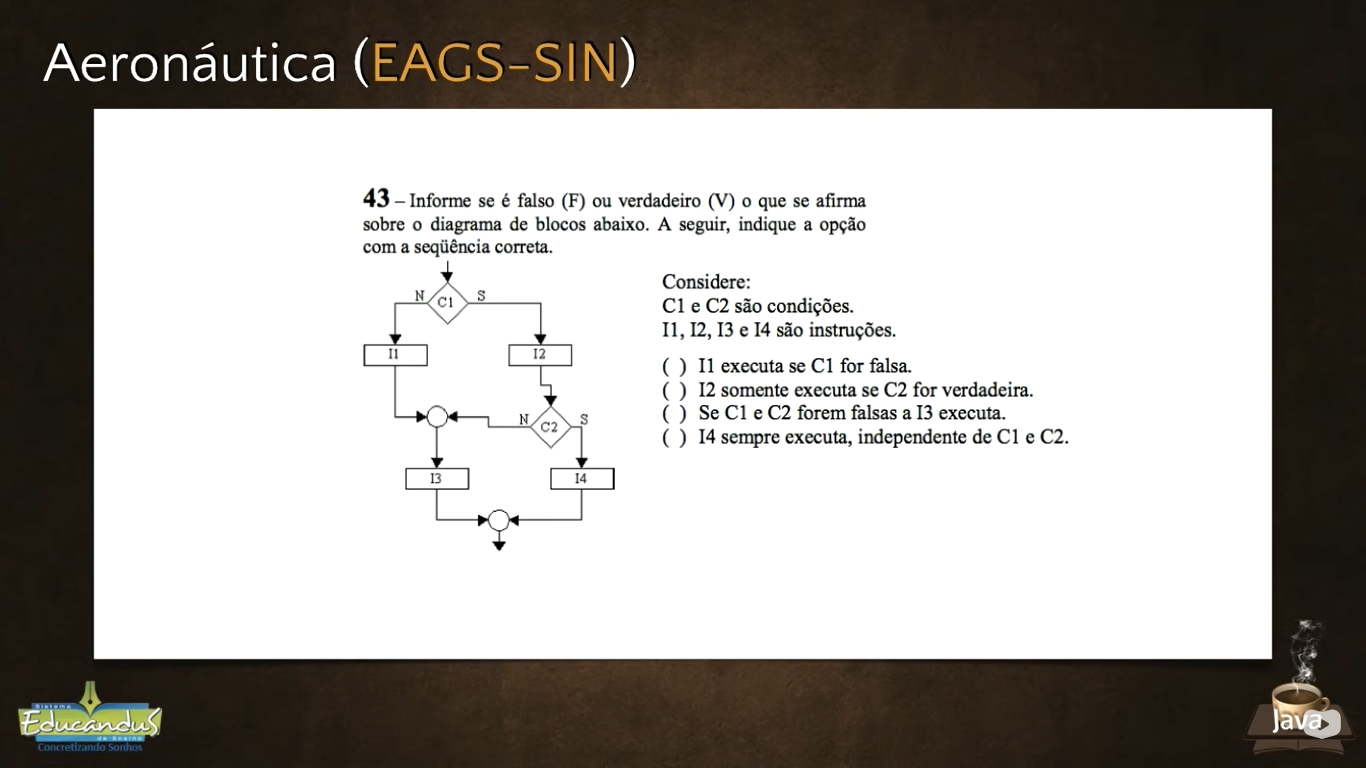 Aeronáutica (EAGS-SIN)
43 – Informe se é falso (F) ou verdadeiro (V) o que se afirma
sobre o diagrama de blocos abaixo. A seguir, indique a opção
com a seqüência correta.
N C1 S
I1 I2
N C2 S
I3 I4
Considere:
C1 e C2 são condições.
I1, I2, I3 e I4 são instruções.
( ) I1 executa se C1 for falsa.
( ) I2 somente executa se C2 for verdadeira.
( ) Se C1 e C2 forem falsas a I3 executa.
( ) I4 sempre executa, independente de C1 e C2.
Sistema
Educandus
de Ensino
Concretizando Sonhos
Java